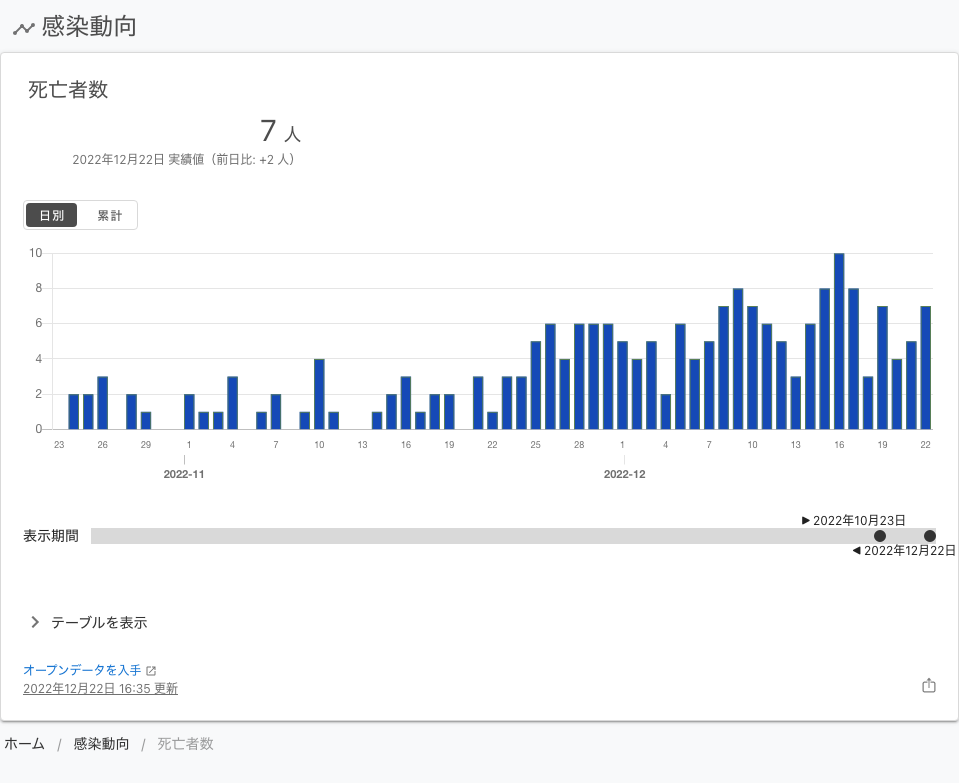 感染動向
死亡者数
7 人
2022年12月22日 実績値（前日比: +2 人）
日別 累計
10
8
6
4
2
0
23 26 29 1 4 7 10 13 16 19 22 25 28 1 4 7 10 13 16 19 22
2022-11 2022-12
2022年10月23日
表示期間
2022年12月22日
テーブルを表示
オープンデータを入手
2022年12月22日 16:35 更新
ホーム / 感染動向 / 死亡者数